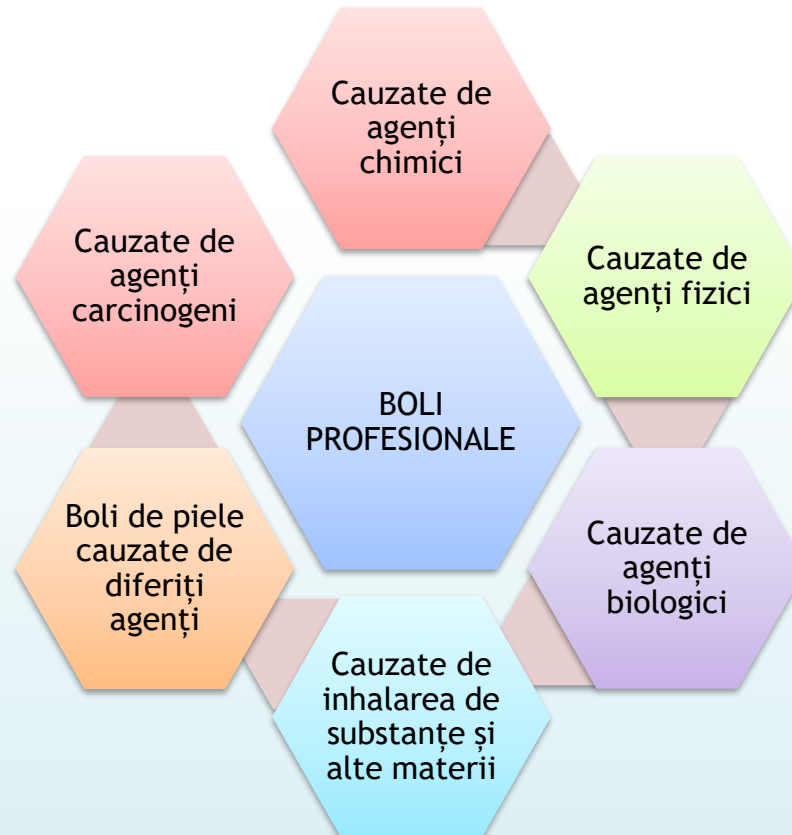 Cauzate de
agenți
chimici
Cauzate de
agenți fizici
Cauzate de
agenți
biologici
Cauzate de
inhalarea de
substanțe și
alte materii
Boli de piele
cauzate de
diferiți
agenți
Cauzate de
agenți
carcinogeni
BOLI
PROFESIONALE